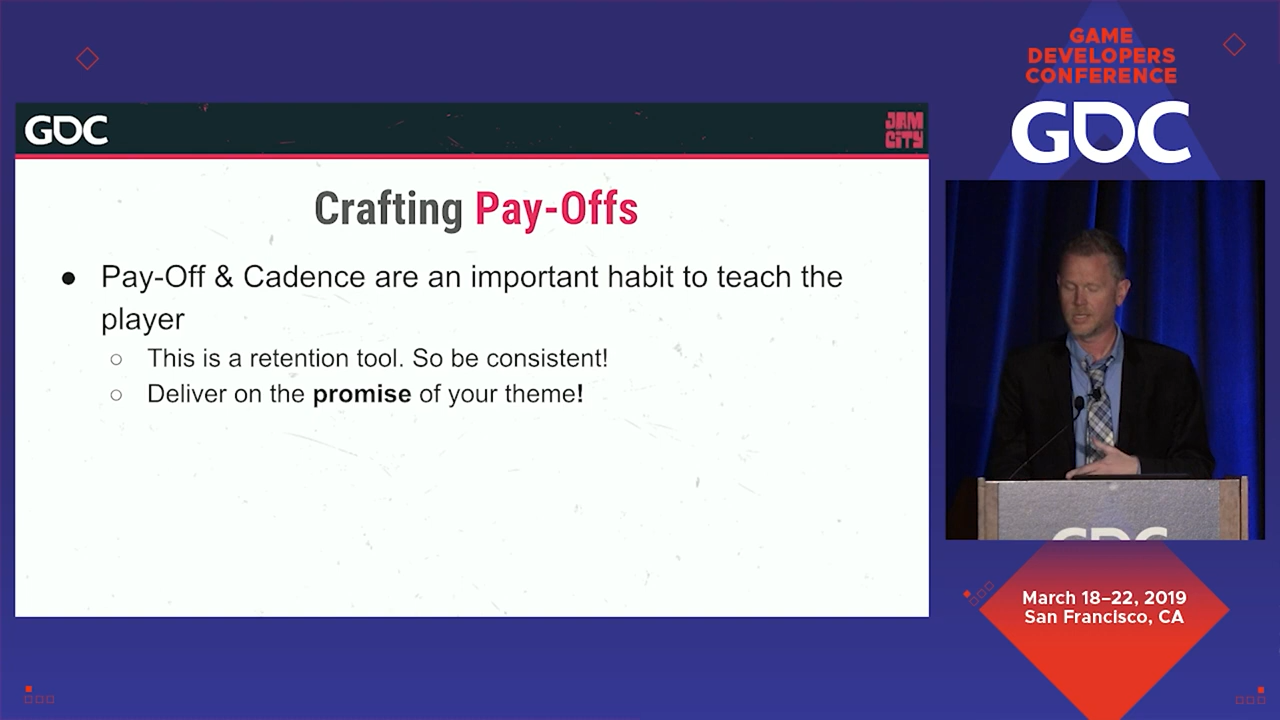 GAME
DEVELOPERS
CONFERENCE
GDC
GDC
JAM
CITY
Crafting Pay-Offs
● Pay-Off & Cadence are an important habit to teach the
player
○ This is a retention tool. So be consistent!
○ Deliver on the promise of your theme!
GDC
March 18–22, 2019
San Francisco, CA